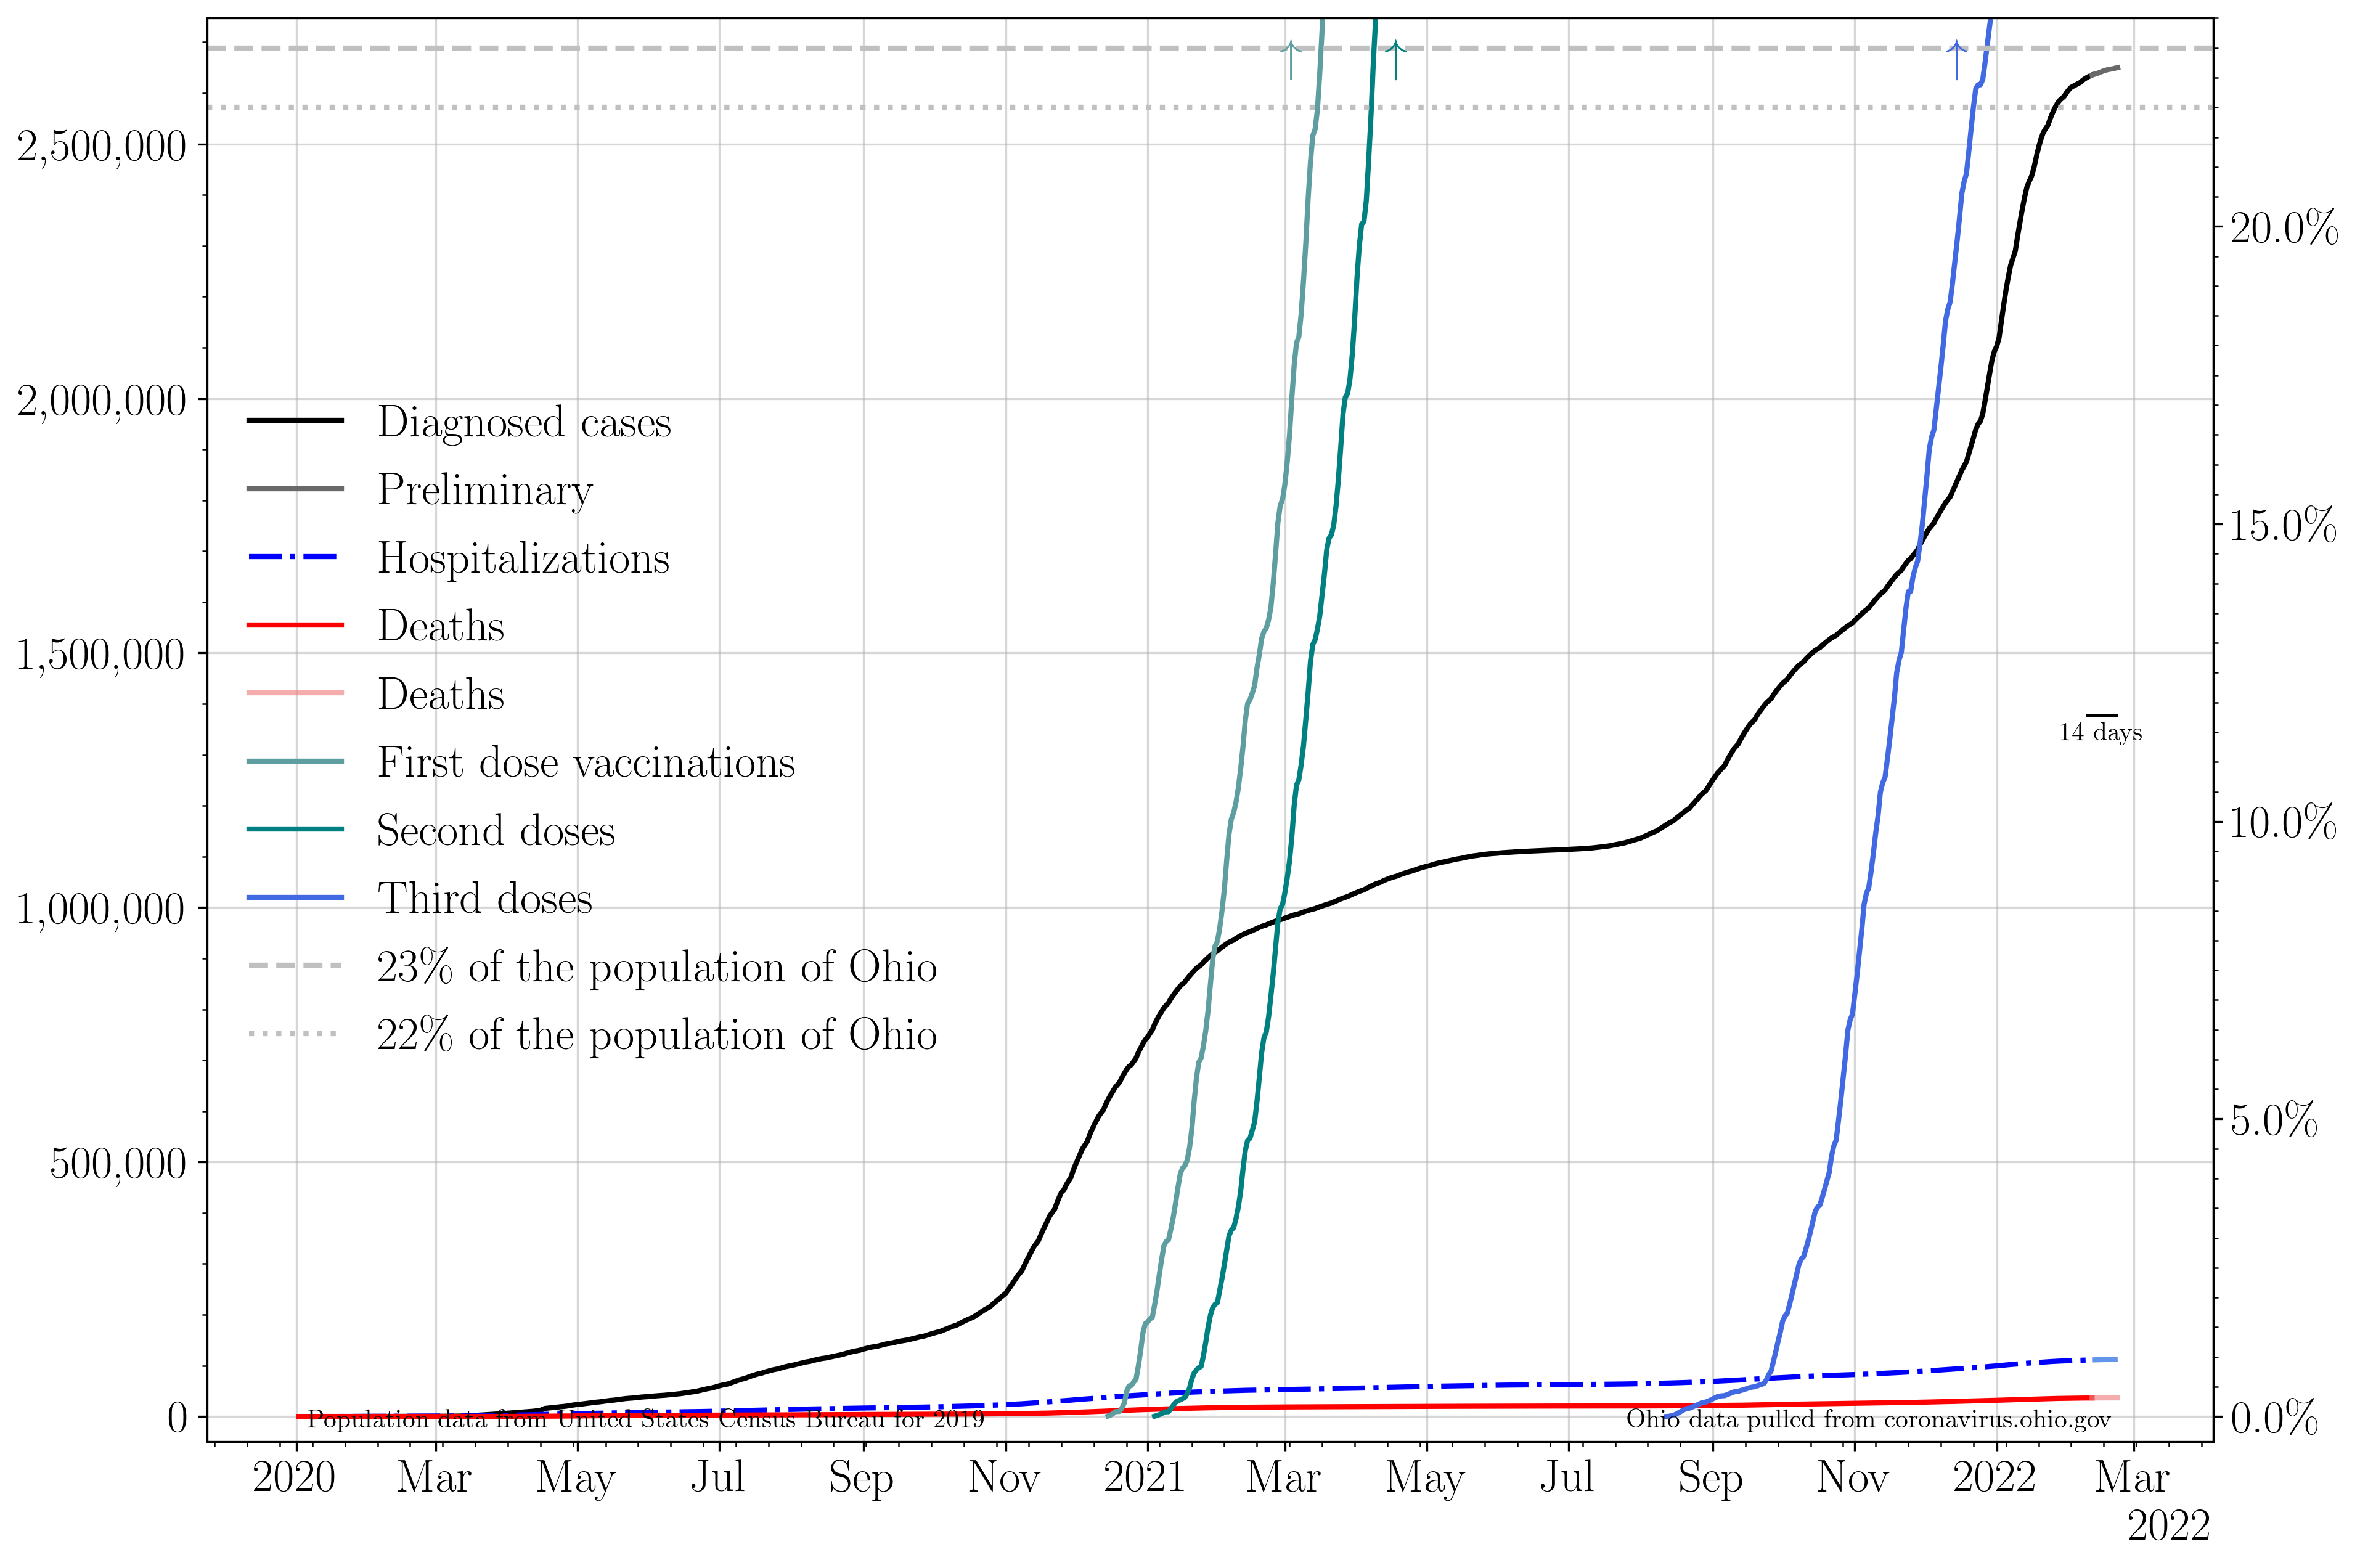 2,500,000
2,000,000
1,500,000
1,000,000
500,000
0
20.0%
15.0%
10.0%
5.0%
0.0%
Diagnosed cases
Preliminary
Hospitalizations
Deaths
Deaths
First dose vaccinations
Second doses
Third doses
23% of the population of Ohio
22% of the population of Ohio
14 days
Population data from United States Census Bureau for 2019
Ohio data pulled from coronavirus.ohio.gov
2020 Mar May Jul Sep Nov 2021 Mar May Jul Sep Nov 2022 Mar
2022